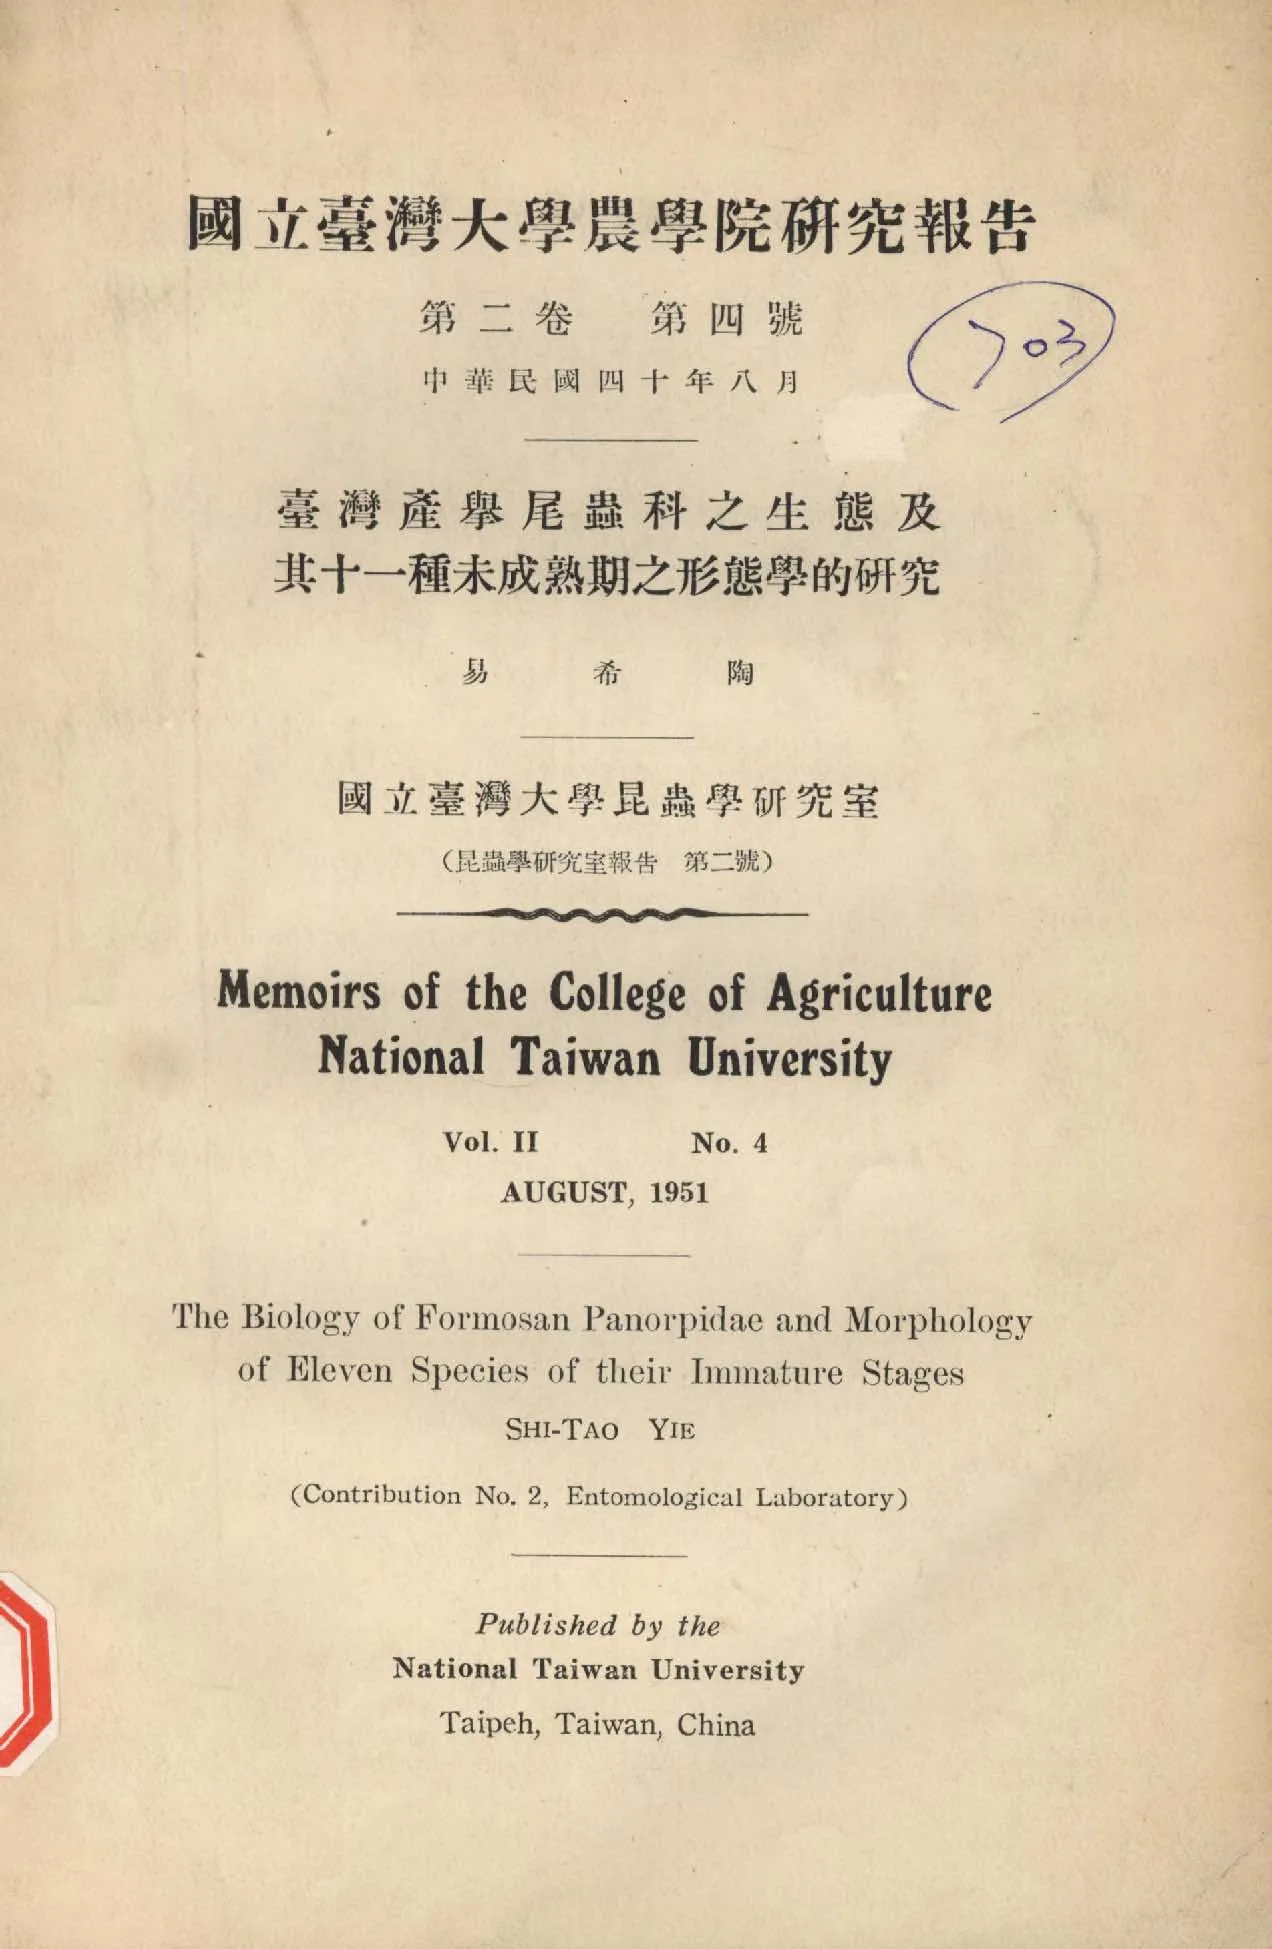 國立臺灣大學農學院研究報告
第二卷 第四號
703
中華民國四十年八月
臺灣產擧尾蟲科之生態及
其十一種未成熟期之形態學的研究
易希陶
國立臺灣大學昆蟲學研究室
(昆蟲學研究室報告 第二號)
Memoirs of the College of Agriculture
National Taiwan University
Vol. II No. 4
AUGUST, 1951
The Biology of Formosan Panorpidae and Morphology
of Eleven Species of their Immature Stages
SHI-TAO YIE
(Contribution No. 2, Entomological Laboratory)
Published by the
National Taiwan University
Taipeh, Taiwan, China